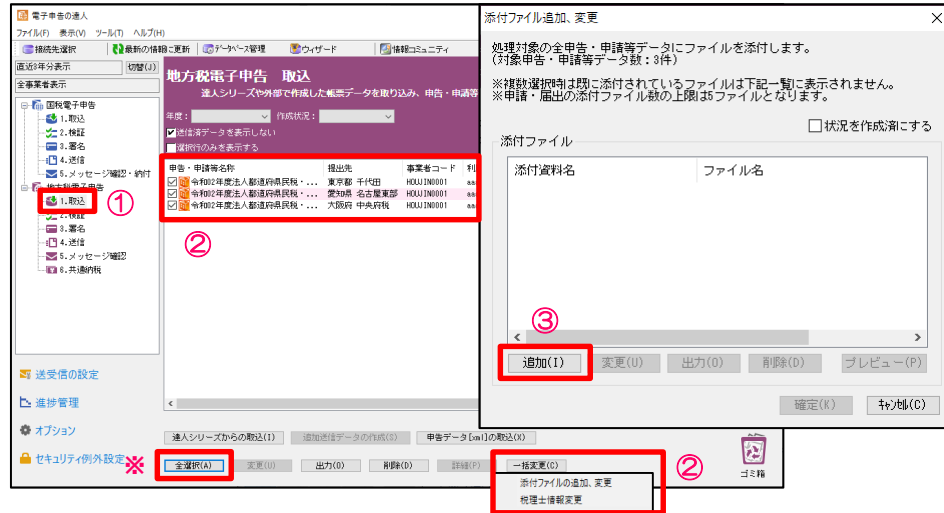 電子申告の達人
ファイル(F) 表示(V) ツール(T) ヘルプ(H)
接続先選択 最新の情報に更新 データベース管理 ウィザード 情報コミュニティ
直近3年分表示 切替(J)
全事業者表示
国税電子申告
1.取込
2.検証
3.署名
4.送信
5.メッセージ確認・納付
地方税電子申告
1.取込
2.検証
3.署名
4.送信
5.メッセージ確認
6.共通納税
①
送受信の設定
進捗管理
オプション
セキュリティ例外設定
地方税電子申告 取込
達人シリーズや外部で作成した帳票データを取り込み、申告・申請等
年度: 作成状況:
送信済データを表示しない
選択行のみを表示する
申告・申請等名称 提出先 事業者コード 利
令和02年度法人都道府県民税・... 東京都 千代田 HOUJIN0001 aa
令和02年度法人都道府県民税・... 愛知県 名古屋東部 HOUJIN0001 aa
令和02年度法人都道府県民税・... 大阪府 中央府税 HOUJIN0001 aa
②
達人シリーズからの取込(I) 追加送信データの作成(S) 申告データ[xml]の取込(X)
※ 全選択(A) 変更(U) 出力(O) 削除(D) 詳細(P) 一括変更(C) ②
添付ファイルの追加、変更
税理士情報変更
ゴミ箱
添付ファイル追加、変更
処理対象の全申告・申請等データにファイルを添付します。
(対象申告・申請等データ数:3件)
※複数選択時は既に添付されているファイルは下記一覧に表示されません。
※申請・届出の添付ファイル数の上限は5ファイルとなります。
状況を作成済にする
添付ファイル
添付資料名 ファイル名
③
追加(I) 変更(U) 出力(O) 削除(D) プレビュー(P)
確定(K) キャンセル(C)